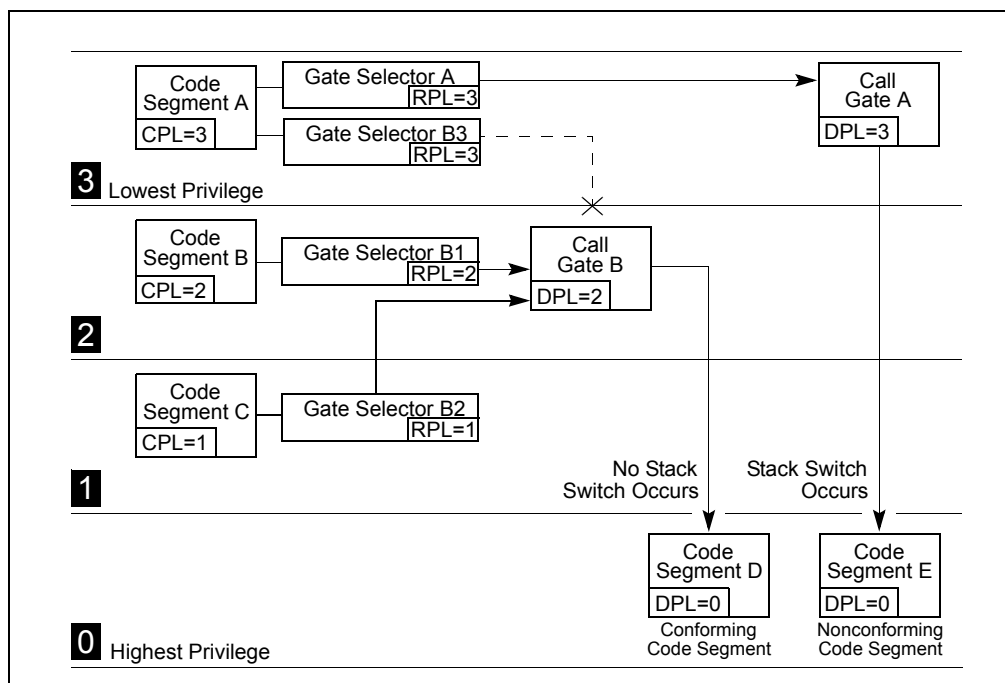 Code
Segment A
CPL=3
Gate Selector A
RPL=3
Gate Selector B3
RPL=3
Call
Gate A
DPL=3
3 Lowest Privilege
Code
Segment B
CPL=2
Gate Selector B1
RPL=2
Call
Gate B
DPL=2
2
Code
Segment C
CPL=1
Gate Selector B2
RPL=1
No Stack
Switch Occurs
Stack Switch
Occurs
1
Code
Segment D
DPL=0
Conforming
Code Segment
Code
Segment E
DPL=0
Nonconforming
Code Segment
0 Highest Privilege